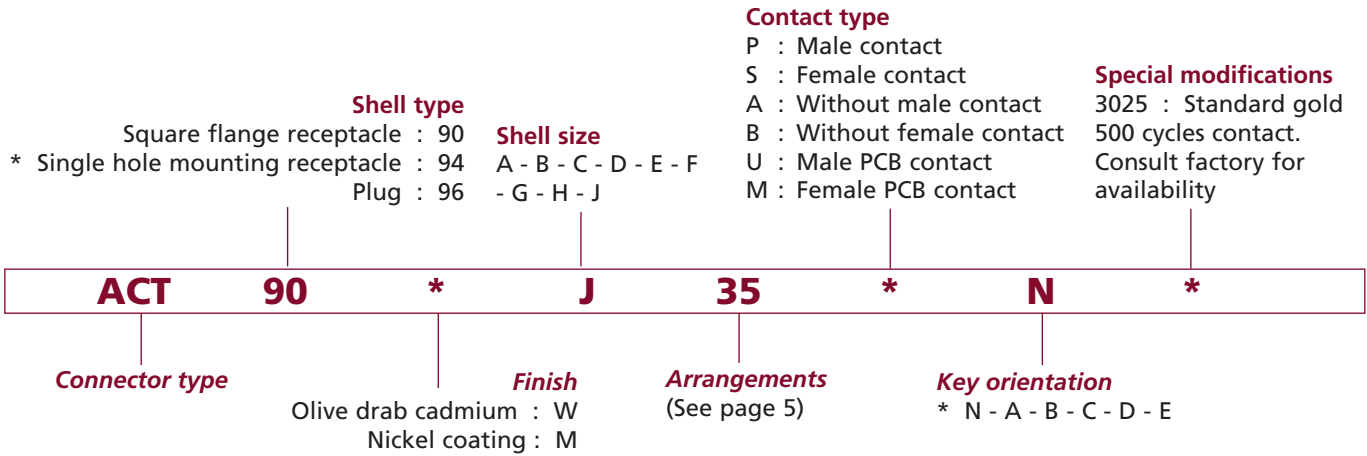 Contact type
P : Male contact
S : Female contact
A : Without male contact
B : Without female contact
U : Male PCB contact
M : Female PCB contact
Special modifications
3025 : Standard gold
500 cycles contact.
Consult factory for
availability
Shell type
Square flange receptacle : 90
* Single hole mounting receptacle : 94
Plug : 96
Shell size
A - B - C - D - E - F
- G - H - J
ACT 90 * J 35 * N *
Connector type
Finish
Olive drab cadmium : W
Nickel coating : M
Arrangements
(See page 5)
Key orientation
* N - A - B - C - D - E